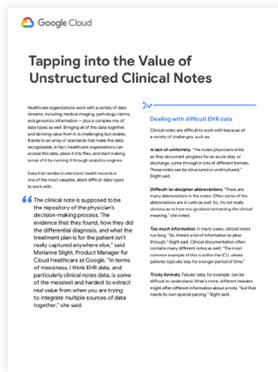 Google Cloud
Tapping into the Value of
Unstructured Clinical Notes
Healthcare organizations work with a variety of data
streams, including medical imaging, pathology, claims,
and genomics information — plus a complex mix of
data types as well. Bringing all of this data together,
and deriving value from it, is challenging but doable,
thanks to an array of standards that make the data
recognizable. In fact, healthcare organizations can
access this data, place it into files, and start making
sense of it by running it through analytics engines.
Data that resides in electronic health records is
one of the most valuable, albeit difficult data types
to work with.
“ The clinical note is supposed to be
the repository of the physician's
decision-making process. The
evidence that they found, how they did
the differential diagnosis, and what the
treatment plan is for the patient isn't
really captured anywhere else,” said
Marianne Slight, Product Manager for
Cloud Healthcare at Google. “In terms
of messiness, I think EHR data, and
particularly clinical notes data, is some
of the messiest and hardest to extract
real value from when you are trying
to integrate multiple sources of data
together,” she said.
Dealing with difficult EHR data
Clinical notes are difficult to work with because of
a variety of challenges, such as:
A lack of uniformity. “The notes physicians write
as they document progress for an acute stay, or
discharge, come through in lots of different formats.
These notes can be structured or unstructured,”
Slight said.
Difficult-to-decipher abbreviations. “There are
many abbreviations in the notes. Some of the other
abbreviations are in Latin as well. So, it's not really
obvious as to how you go about extracting the clinical
meaning,” she noted.
Too much information. In many cases, clinical notes
run long. “So, there's a lot of information to plow
through,” Slight said. Clinical documentation often
contains many different notes as well. “The most
common example of this is within the ICU, where
patients typically stay for a longer period of time.”
Tricky formats. Tabular data, for example, can be
difficult to understand. What's more, different headers
might offer different information about a note, “but that
needs its own special parsing,” Slight said.